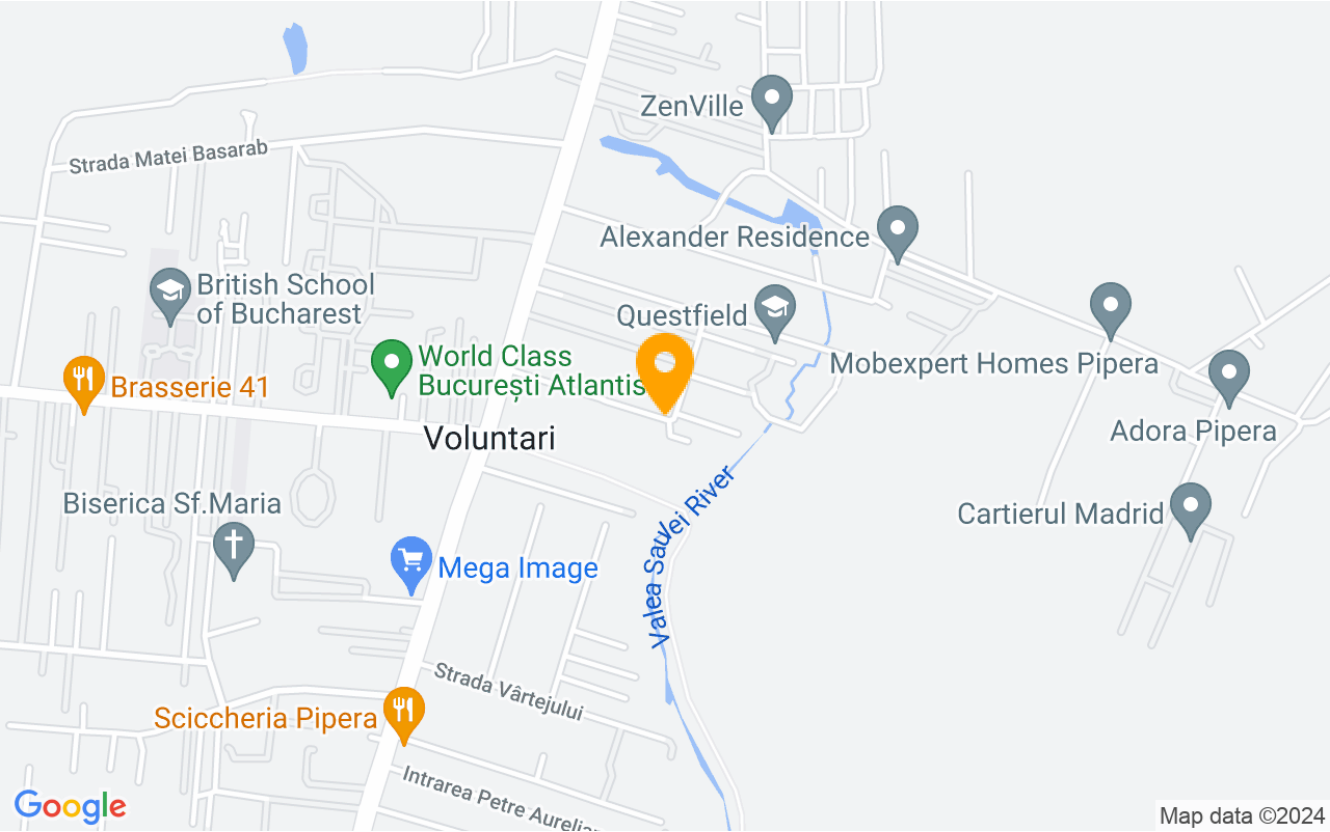 ZenVille
Strada Matei Basarab
Alexander Residence
British School
of Bucharest
Questfield
World Class
București Atlantis
Mobexpert Homes Pipera
Brasserie 41
Voluntari
Adora Pipera
Biserica Sf.Maria
Valea Saulei River
Cartierul Madrid
Mega Image
Strada Vârtejului
Sciccheria Pipera
Intrarea Petre Aurelian
Google
Map data ©2024